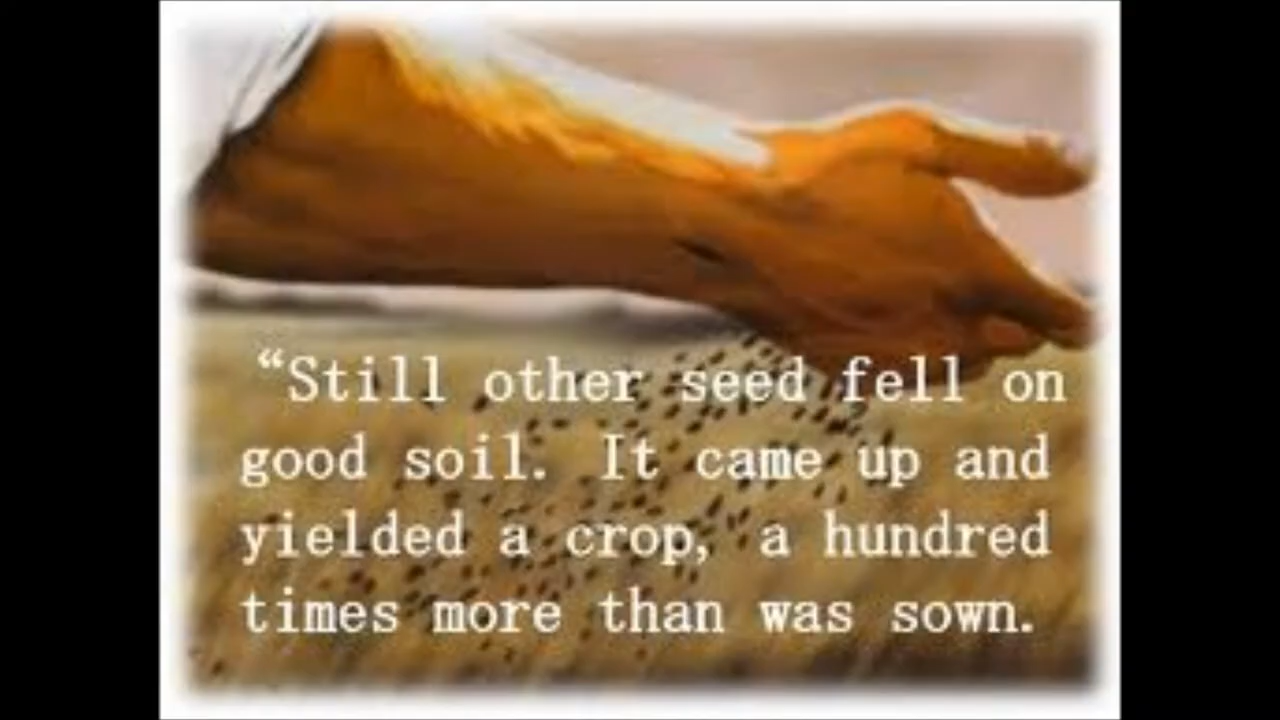 “Still other seed fell on
good soil. It came up and
yielded a crop, a hundred
times more than was sown.